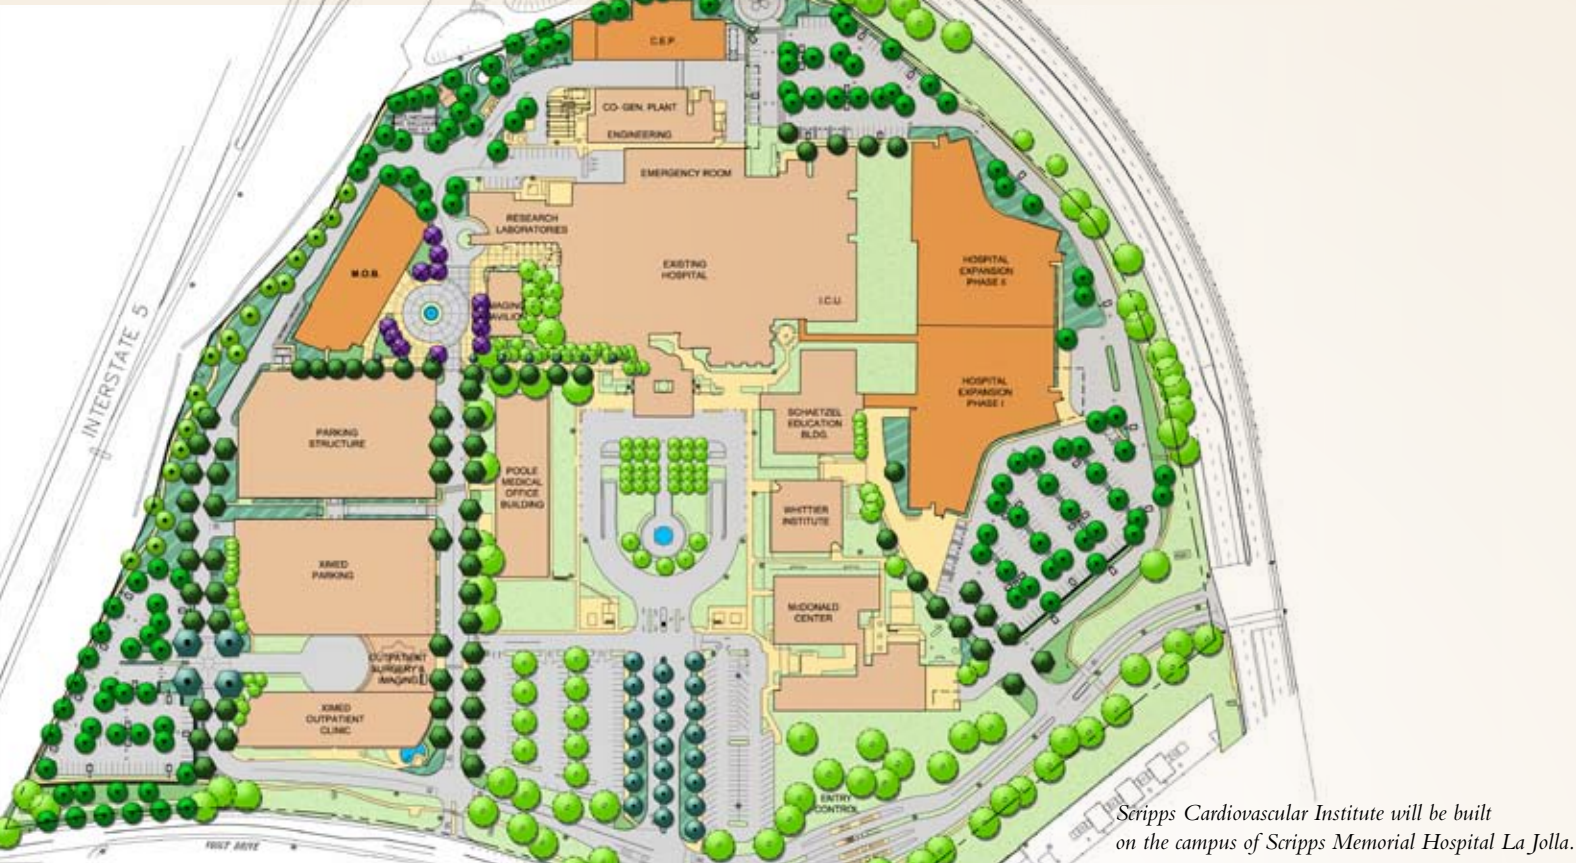 C.E.P.
CO-GEN. PLANT
ENGINEERING
EMERGENCY ROOM
RESEARCH
LABORATORIES
M.O.B.
EXISTING
HOSPITAL
HOSPITAL
EXPANSION
PHASE II
I.C.U.
IMAGING
PAVILION
INTERSTATE 5
HOSPITAL
EXPANSION
PHASE I
PARKING
STRUCTURE
SCHAETZEL
EDUCATION
BLDG.
POOLE
MEDICAL
OFFICE
BUILDING
WHITTIER
INSTITUTE
XIMED
PARKING
McDONALD
CENTER
OUTPATIENT
SURGERY &
IMAGING
XIMED
OUTPATIENT
CLINIC
ENTRY
CONTROL
Scripps Cardiovascular Institute will be built
on the campus of Scripps Memorial Hospital La Jolla.